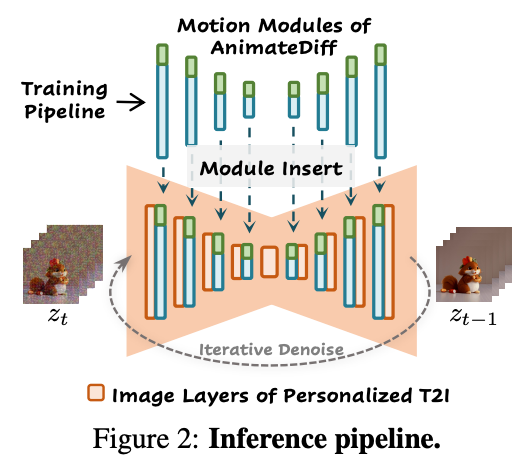 Motion Modules of
AnimateDiff
Training
Pipeline
Module Insert
z_t
z_{t-1}
Iterative Denoise
Image Layers of Personalized T2I
Figure 2: Inference pipeline.